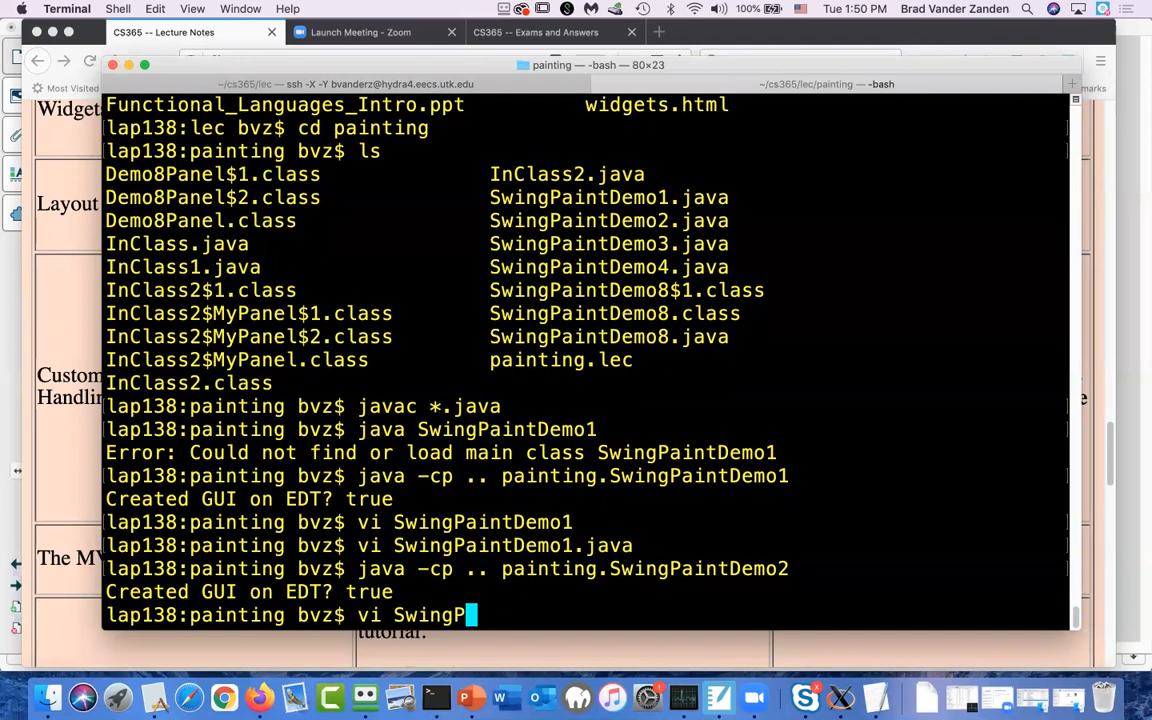 Terminal Shell Edit View Window Help 100% Tue 1:50 PM Brad Vander Zanden
CS365 -- Lecture Notes Launch Meeting - Zoom CS365 -- Exams and Answers
painting — -bash — 80×23
Most Visited
~/cs365/lec — ssh -X -Y bvanderz@hydra4.eecs.utk.edu ~/cs365/lec/painting — -bash
Widgets
Layout
Custom
Handlin
The MV
tutorial.
Functional_Languages_Intro.ppt widgets.html
lap138:lec bvz$ cd painting
lap138:painting bvz$ ls
Demo8Panel$1.class InClass2.java
Demo8Panel$2.class SwingPaintDemo1.java
Demo8Panel.class SwingPaintDemo2.java
InClass.java SwingPaintDemo3.java
InClass1.java SwingPaintDemo4.java
InClass2$1.class SwingPaintDemo8$1.class
InClass2$MyPanel$1.class SwingPaintDemo8.class
InClass2$MyPanel$2.class SwingPaintDemo8.java
InClass2$MyPanel.class painting.lec
InClass2.class
lap138:painting bvz$ javac *.java
lap138:painting bvz$ java SwingPaintDemo1
Error: Could not find or load main class SwingPaintDemo1
lap138:painting bvz$ java -cp .. painting.SwingPaintDemo1
Created GUI on EDT? true
lap138:painting bvz$ vi SwingPaintDemo1
lap138:painting bvz$ vi SwingPaintDemo1.java
lap138:painting bvz$ java -cp .. painting.SwingPaintDemo2
Created GUI on EDT? true
lap138:painting bvz$ vi SwingP